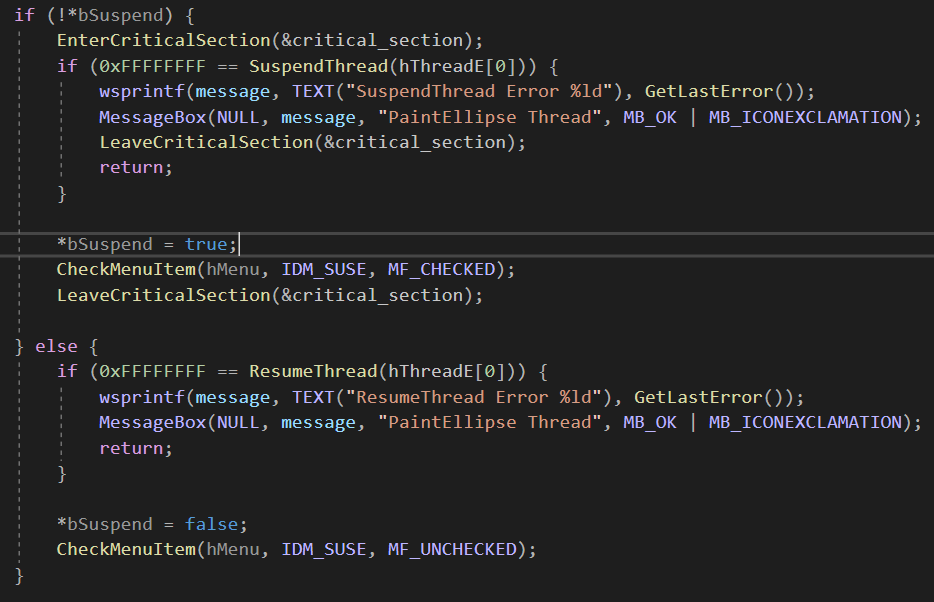 if (!*bSuspend) {
EnterCriticalSection(&critical_section);
if (0xFFFFFFFF == SuspendThread(hThreadE[0])) {
wsprintf(message, TEXT("SuspendThread Error %ld"), GetLastError());
MessageBox(NULL, message, "PaintEllipse Thread", MB_OK | MB_ICONEXCLAMATION);
LeaveCriticalSection(&critical_section);
return;
}
*bSuspend = true;
CheckMenuItem(hMenu, IDM_SUSE, MF_CHECKED);
LeaveCriticalSection(&critical_section);
} else {
if (0xFFFFFFFF == ResumeThread(hThreadE[0])) {
wsprintf(message, TEXT("ResumeThread Error %ld"), GetLastError());
MessageBox(NULL, message, "PaintEllipse Thread", MB_OK | MB_ICONEXCLAMATION);
return;
}
*bSuspend = false;
CheckMenuItem(hMenu, IDM_SUSE, MF_UNCHECKED);
}